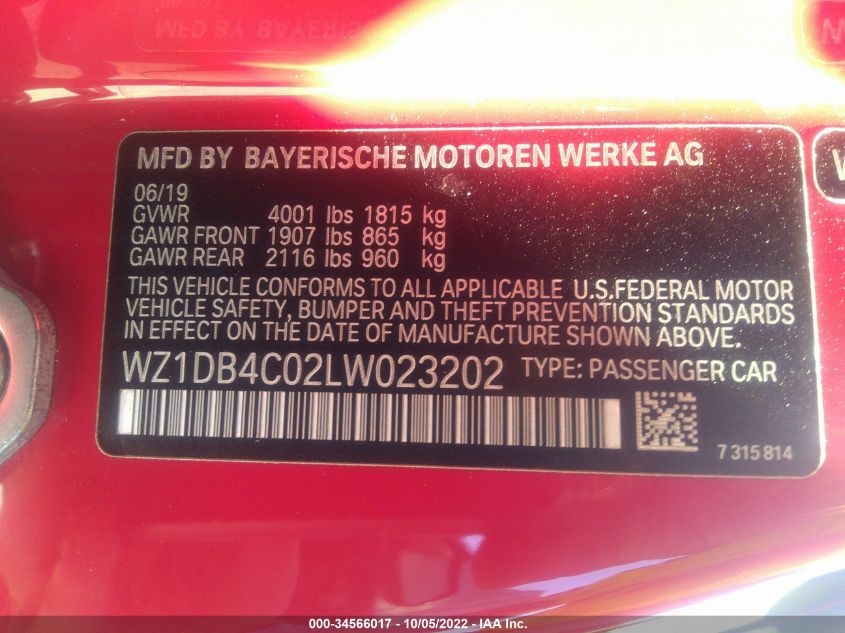 MFD BY BAYERISCHE MOTOREN WERKE AG
06/19
GVWR 4001 lbs 1815 kg
GAWR FRONT 1907 lbs 865 kg
GAWR REAR 2116 lbs 960 kg
THIS VEHICLE CONFORMS TO ALL APPLICABLE U.S.FEDERAL MOTOR
VEHICLE SAFETY, BUMPER AND THEFT PREVENTION STANDARDS
IN EFFECT ON THE DATE OF MANUFACTURE SHOWN ABOVE.
WZ1DB4C02LW023202 TYPE: PASSENGER CAR
7 315 814
000-34566017 - 10/05/2022 - IAA Inc.